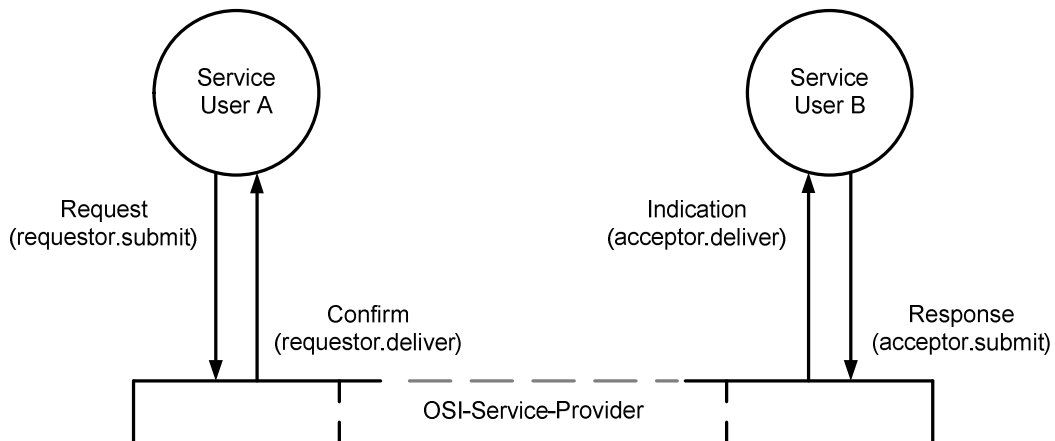 Service
User A
Service
User B
Request
(requestor.submit)
Indication
(acceptor.deliver)
Confirm
(requestor.deliver)
Response
(acceptor.submit)
OSI-Service-Provider